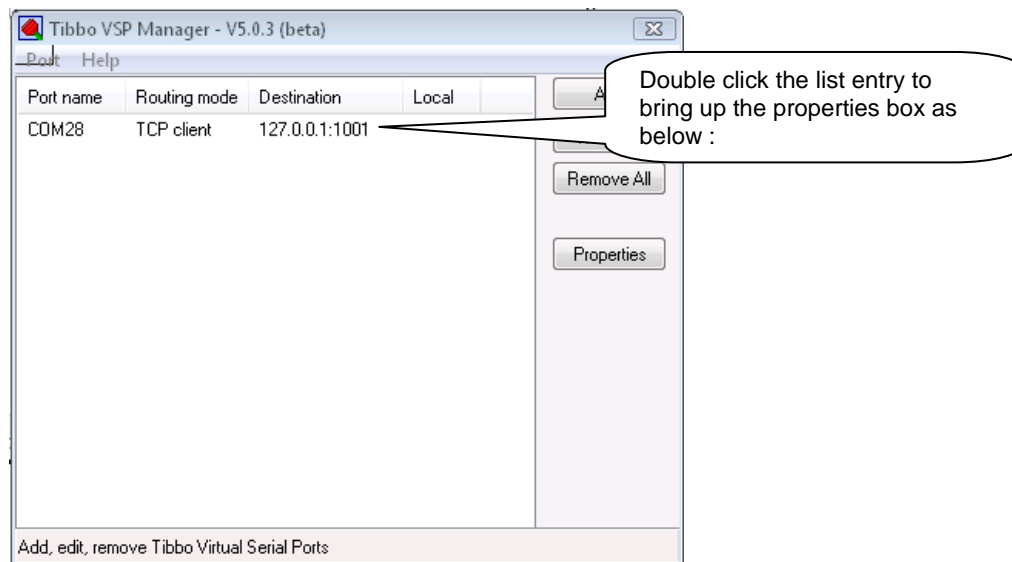 Tibbo VSP Manager - V5.0.3 (beta)
Port Help
Port name Routing mode Destination Local
COM28 TCP client 127.0.0.1:1001
Double click the list entry to
bring up the properties box as
below :
Remove All
Properties
Add, edit, remove Tibbo Virtual Serial Ports